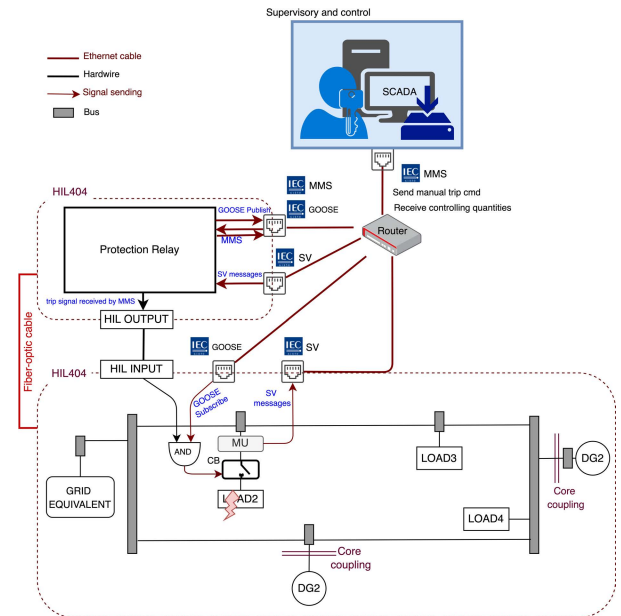 Supervisory and control
Ethernet cable
Hardwire
Signal sending
Bus
SCADA
IEC
MMS
Send manual trip cmd
Receive controlling quantities
Router
HIL404
IEC
MMS
IEC
GOOSE
GOOSE Publish
MMS
Protection Relay
IEC
SV
SV messages
trip signal received by MMS
HIL OUTPUT
Fiber-optic cable
HIL INPUT
HIL404
IEC
GOOSE
IEC
SV
GOOSE
Subscribe
SV
messages
AND
CB
MU
LOAD2
LOAD3
LOAD4
GRID
EQUIVALENT
DG2
Core
coupling
Core
coupling
DG2